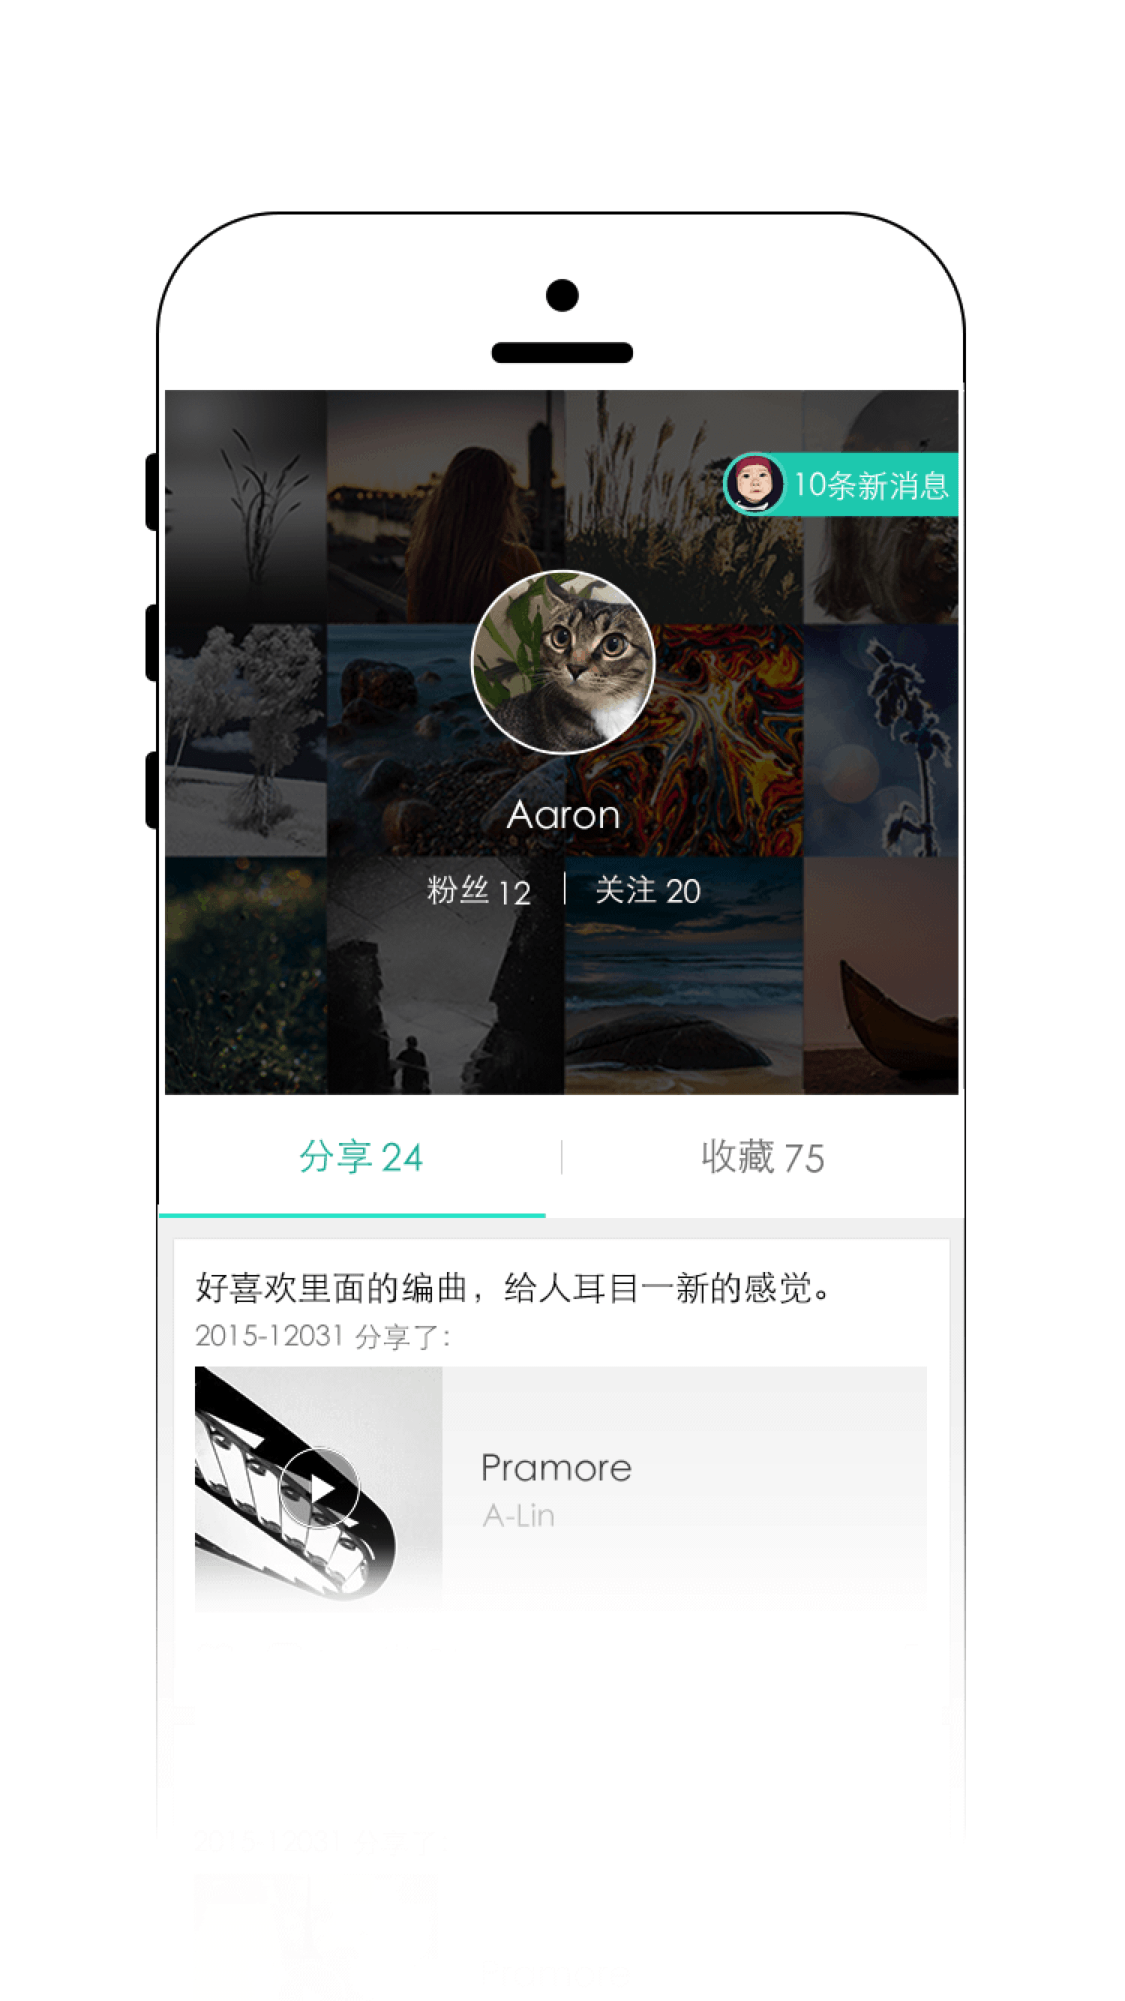 10条新消息
Aaron
粉丝 12 | 关注 20
分享 24
收藏 75
好喜欢里面的编曲，给人耳目一新的感觉。
2015-12031 分享了：
Pramore
A-Lin